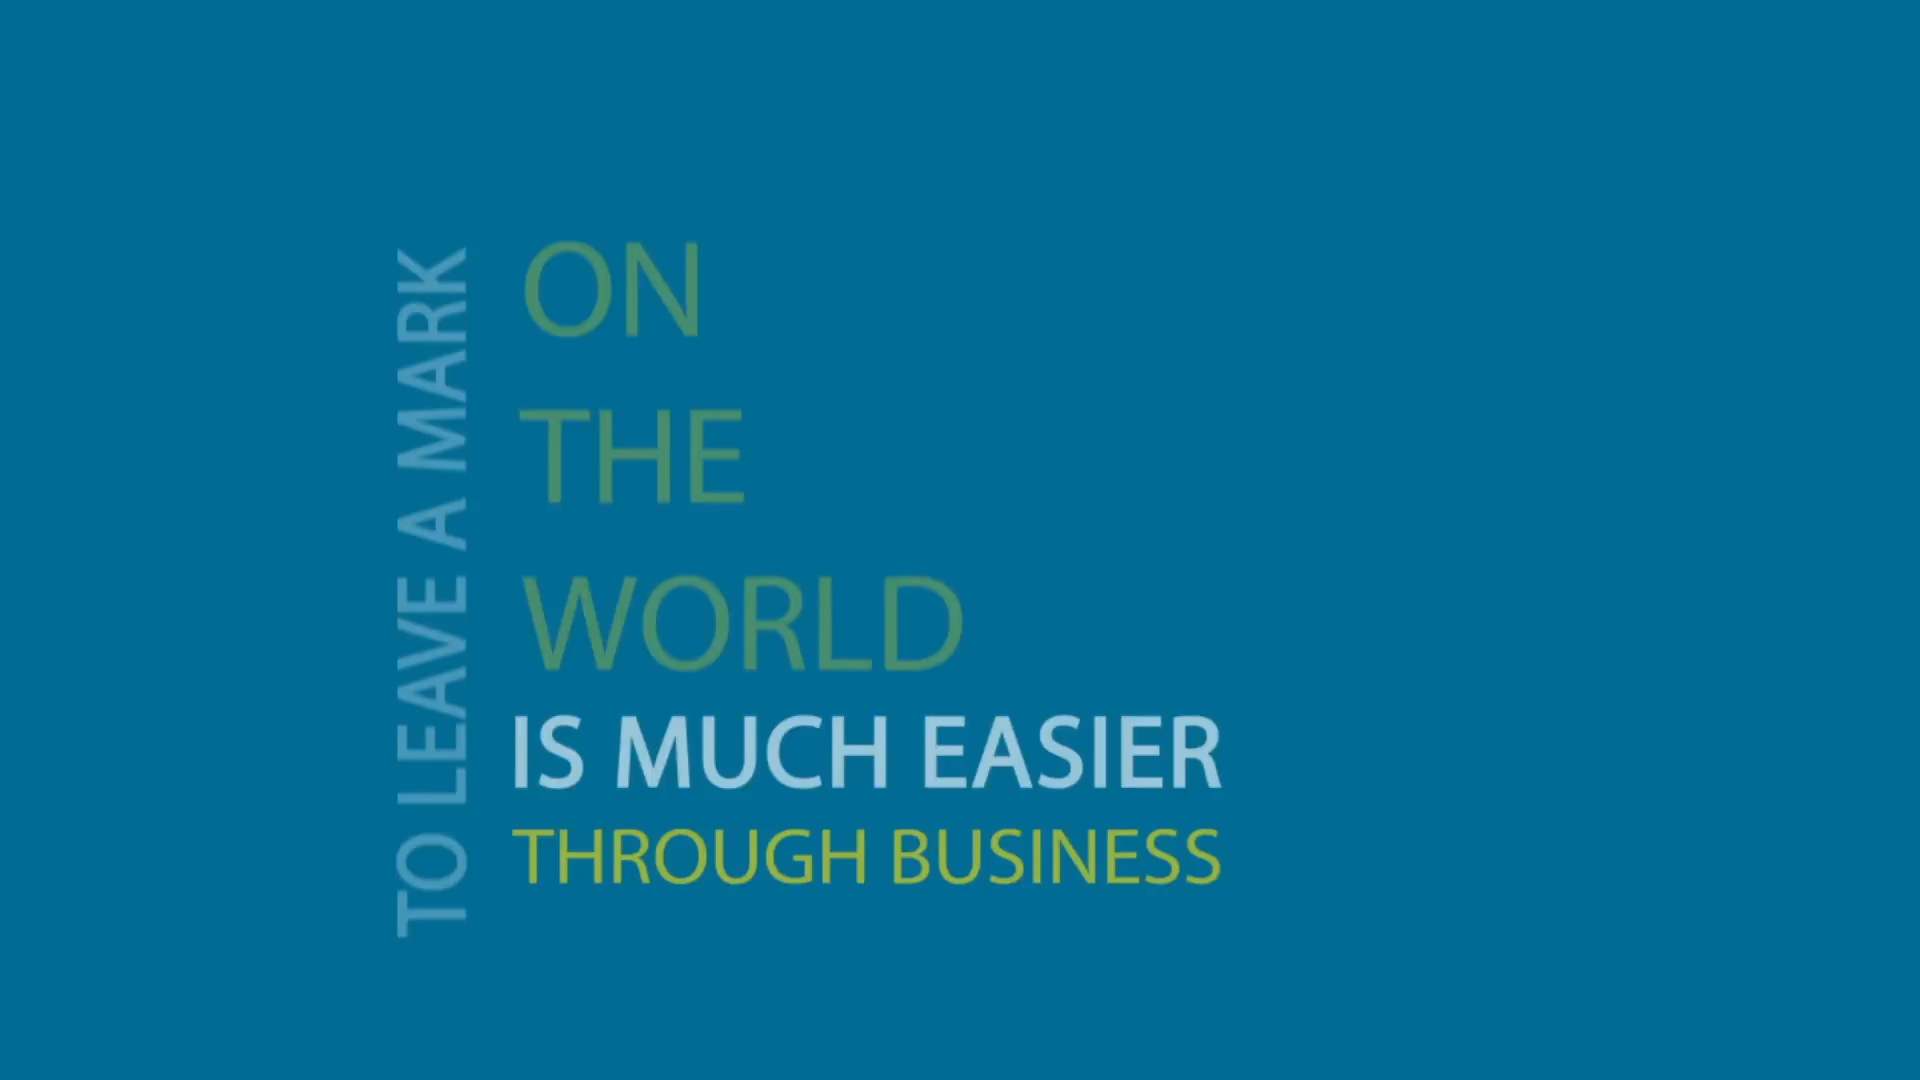 TO LEAVE A MARK
ON
THE
WORLD
IS MUCH EASIER
THROUGH BUSINESS